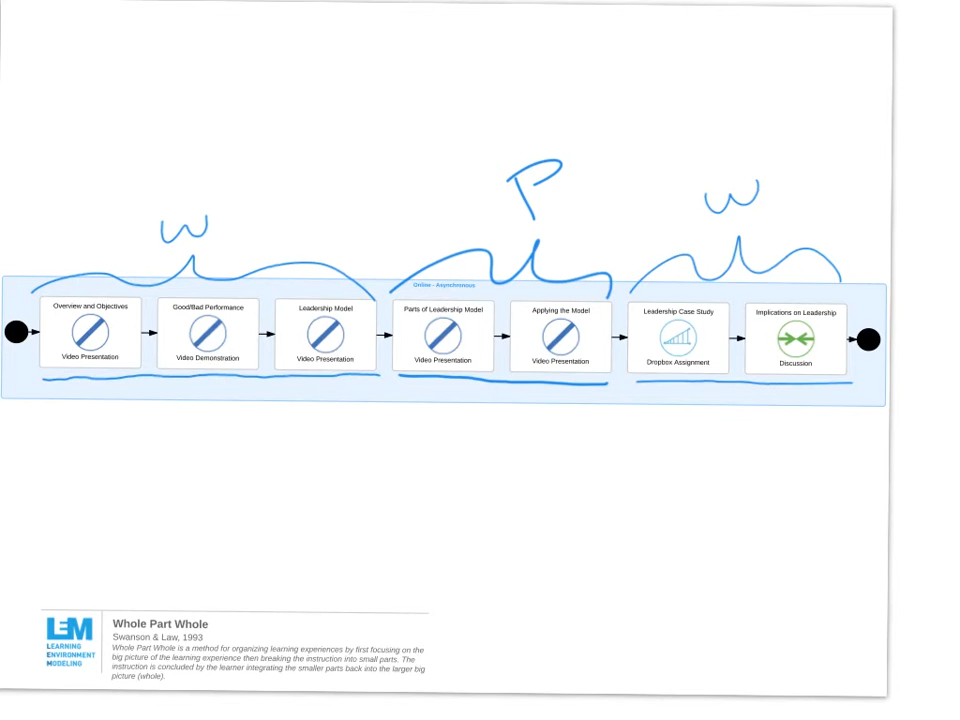 P
W
W
Online - Asynchronous
Overview and Objectives
Video Presentation
Good/Bad Performance
Video Demonstration
Leadership Model
Video Presentation
Parts of Leadership Model
Video Presentation
Applying the Model
Video Presentation
Leadership Case Study
Dropbox Assignment
Implications on Leadership
Discussion
LEM
LEARNING
ENVIRONMENT
MODELING
Whole Part Whole
Swanson & Law, 1993
Whole Part Whole is a method for organizing learning experiences by first focusing on the
big picture of the learning experience then breaking the instruction into small parts. The
instruction is concluded by the learner integrating the smaller parts back into the larger big
picture (whole).